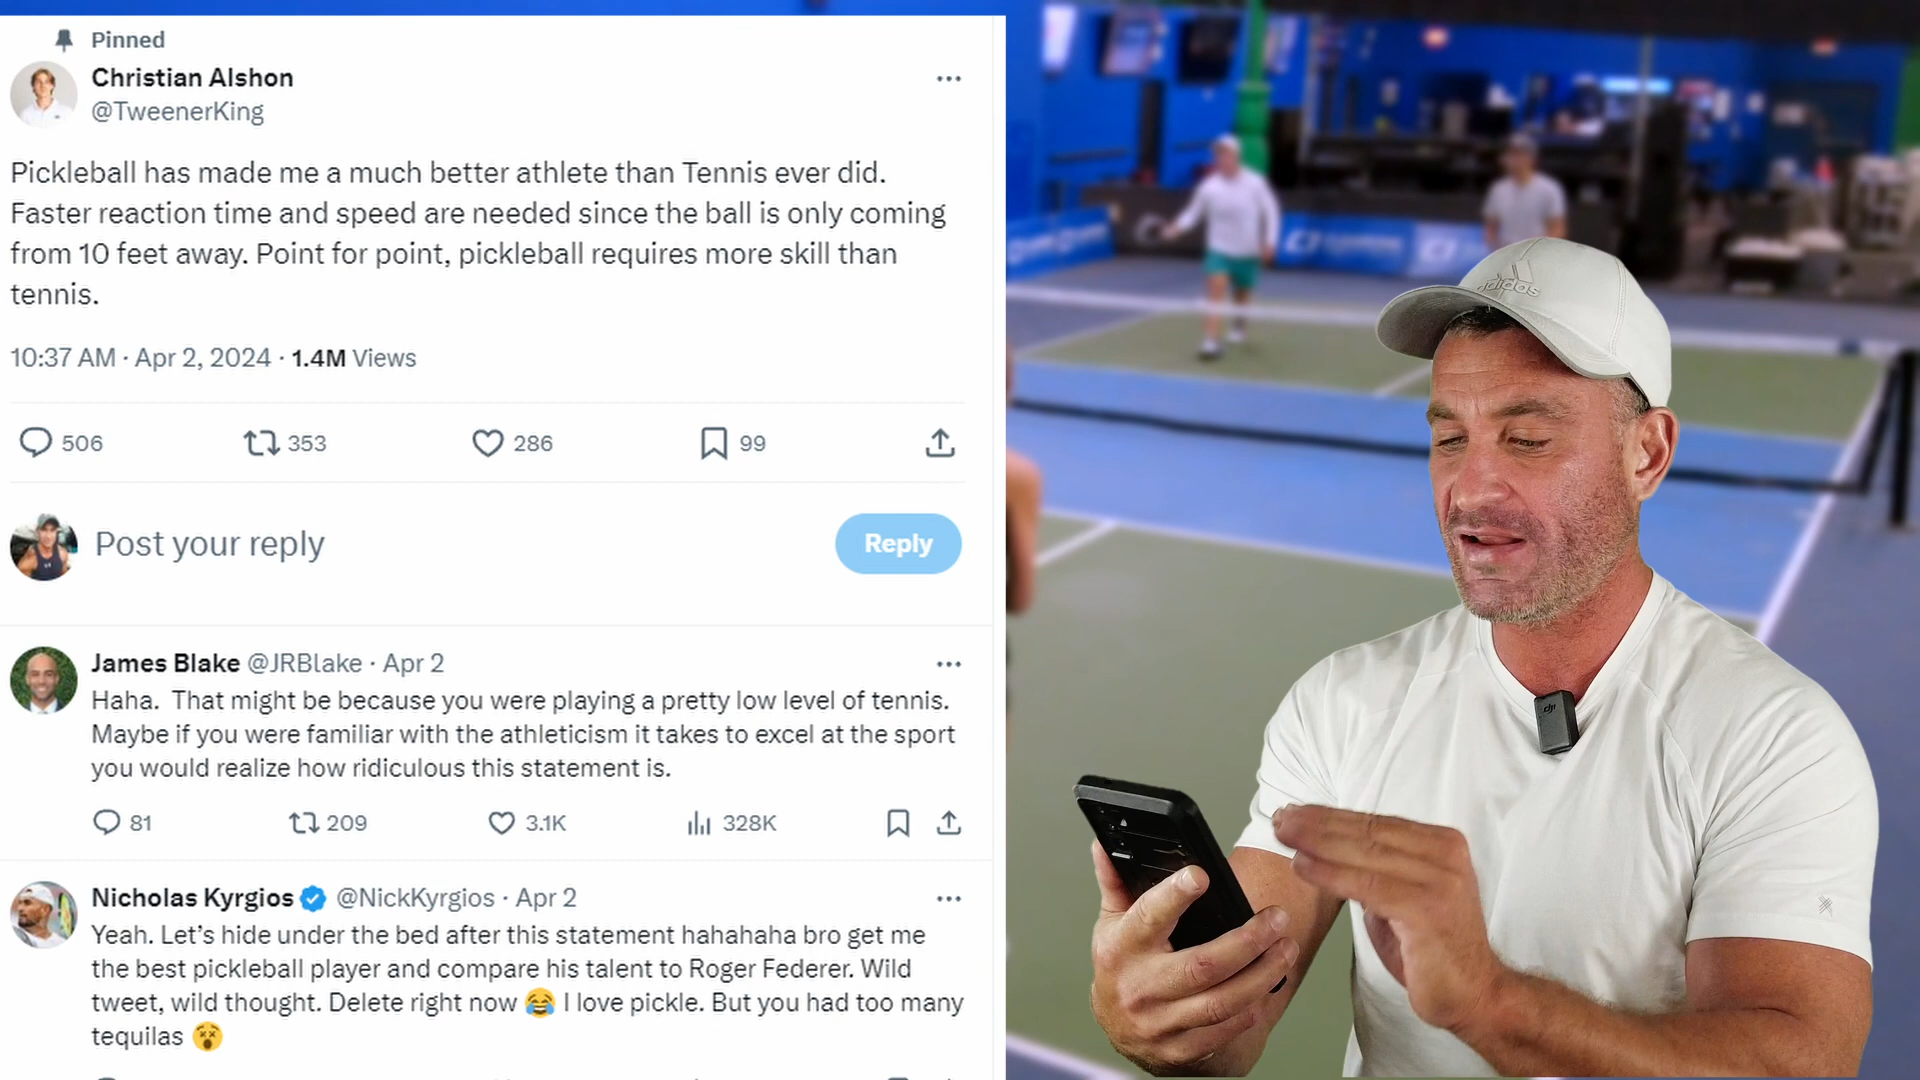 Pinned
Christian Alshon
@TweenerKing
Pickleball has made me a much better athlete than Tennis ever did.
Faster reaction time and speed are needed since the ball is only coming
from 10 feet away. Point for point, pickleball requires more skill than
tennis.
10:37 AM · Apr 2, 2024 · 1.4M Views
506 353 286 99
Post your reply
Reply
James Blake @JRBlake · Apr 2
Haha.  That might be because you were playing a pretty low level of tennis.
Maybe if you were familiar with the athleticism it takes to excel at the sport
you would realize how ridiculous this statement is.
81 209 3.1K 328K
Nicholas Kyrgios @NickKyrgios · Apr 2
Yeah. Let’s hide under the bed after this statement hahahaha bro get me
the best pickleball player and compare his talent to Roger Federer. Wild
tweet, wild thought. Delete right now 😂 I love pickle. But you had too many
tequilas 😵
adidas
dji